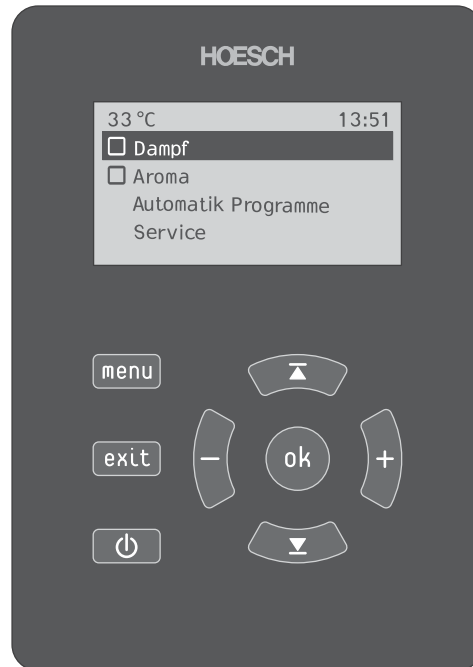 HOESCH
33 °C 13:51
Dampf
Aroma
Automatik Programme
Service
menu
exit
−
ok
+